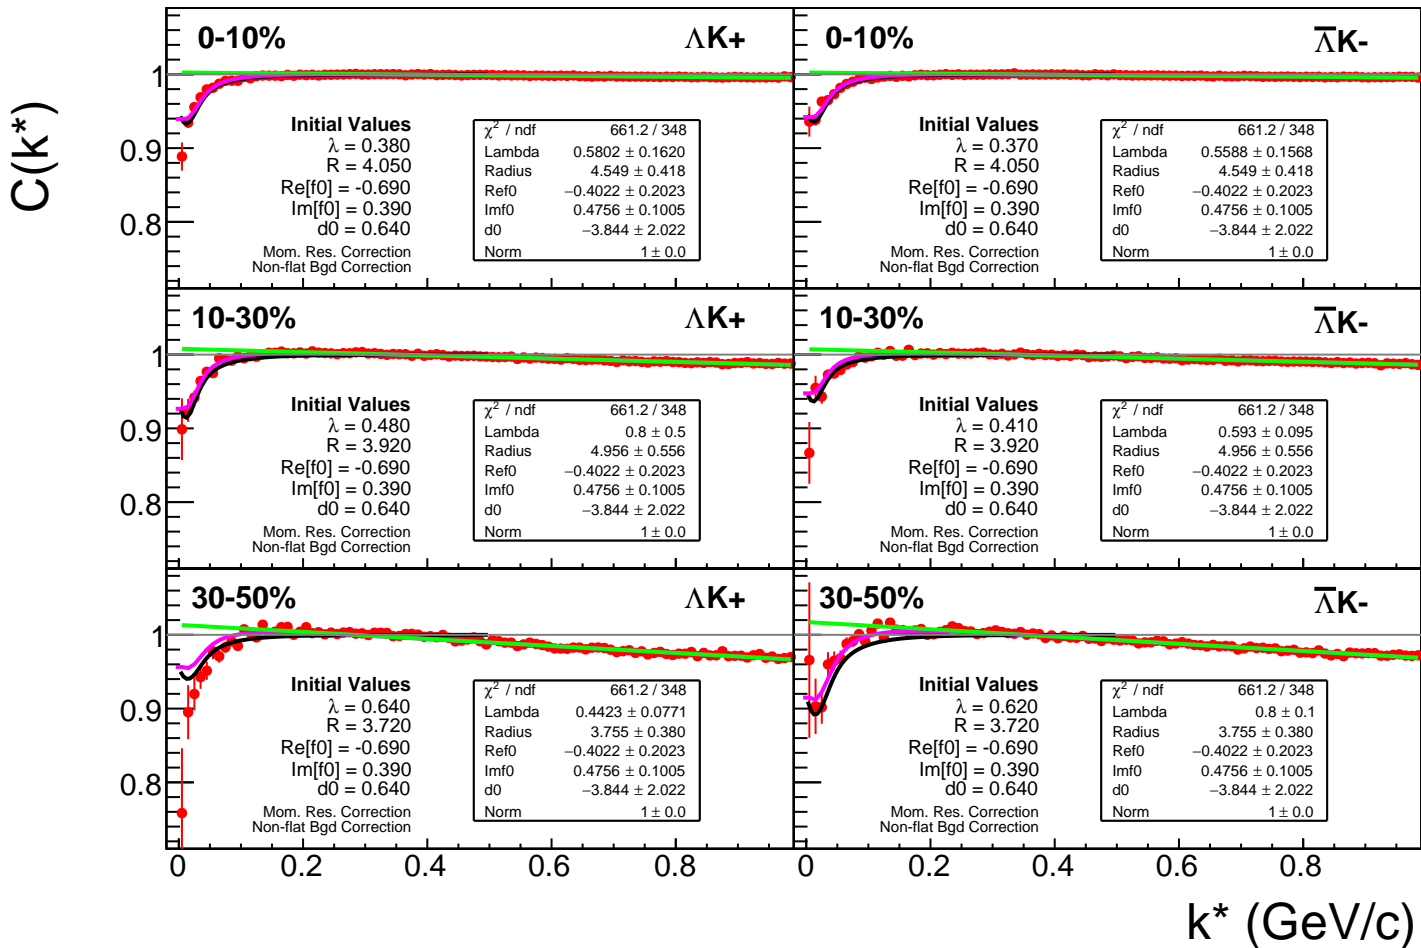 C(k*)
0-10%
ΛK+
1
0.9
0.8
Initial Values
λ = 0.380
R = 4.050
Re[f0] = -0.690
Im[f0] = 0.390
d0 = 0.640
Mom. Res. Correction
Non-flat Bgd Correction
χ² / ndf 661.2 / 348
Lambda 0.5802 ± 0.1620
Radius 4.549 ± 0.418
Ref0 −0.4022 ± 0.2023
Imf0 0.4756 ± 0.1005
d0 −3.844 ± 2.022
Norm 1 ± 0.0
0-10%
Λ̅K-
Initial Values
λ = 0.370
R = 4.050
Re[f0] = -0.690
Im[f0] = 0.390
d0 = 0.640
Mom. Res. Correction
Non-flat Bgd Correction
χ² / ndf 661.2 / 348
Lambda 0.5588 ± 0.1568
Radius 4.549 ± 0.418
Ref0 −0.4022 ± 0.2023
Imf0 0.4756 ± 0.1005
d0 −3.844 ± 2.022
Norm 1 ± 0.0
10-30%
ΛK+
1
0.9
0.8
Initial Values
λ = 0.480
R = 3.920
Re[f0] = -0.690
Im[f0] = 0.390
d0 = 0.640
Mom. Res. Correction
Non-flat Bgd Correction
χ² / ndf 661.2 / 348
Lambda 0.8 ± 0.5
Radius 4.956 ± 0.556
Ref0 −0.4022 ± 0.2023
Imf0 0.4756 ± 0.1005
d0 −3.844 ± 2.022
Norm 1 ± 0.0
10-30%
Λ̅K-
Initial Values
λ = 0.410
R = 3.920
Re[f0] = -0.690
Im[f0] = 0.390
d0 = 0.640
Mom. Res. Correction
Non-flat Bgd Correction
χ² / ndf 661.2 / 348
Lambda 0.593 ± 0.095
Radius 4.956 ± 0.556
Ref0 −0.4022 ± 0.2023
Imf0 0.4756 ± 0.1005
d0 −3.844 ± 2.022
Norm 1 ± 0.0
30-50%
ΛK+
1
0.9
0.8
Initial Values
λ = 0.640
R = 3.720
Re[f0] = -0.690
Im[f0] = 0.390
d0 = 0.640
Mom. Res. Correction
Non-flat Bgd Correction
χ² / ndf 661.2 / 348
Lambda 0.4423 ± 0.0771
Radius 3.755 ± 0.380
Ref0 −0.4022 ± 0.2023
Imf0 0.4756 ± 0.1005
d0 −3.844 ± 2.022
Norm 1 ± 0.0
30-50%
Λ̅K-
Initial Values
λ = 0.620
R = 3.720
Re[f0] = -0.690
Im[f0] = 0.390
d0 = 0.640
Mom. Res. Correction
Non-flat Bgd Correction
χ² / ndf 661.2 / 348
Lambda 0.8 ± 0.1
Radius 3.755 ± 0.380
Ref0 −0.4022 ± 0.2023
Imf0 0.4756 ± 0.1005
d0 −3.844 ± 2.022
Norm 1 ± 0.0
0 0.2 0.4 0.6 0.8 0 0.2 0.4 0.6 0.8
k* (GeV/c)